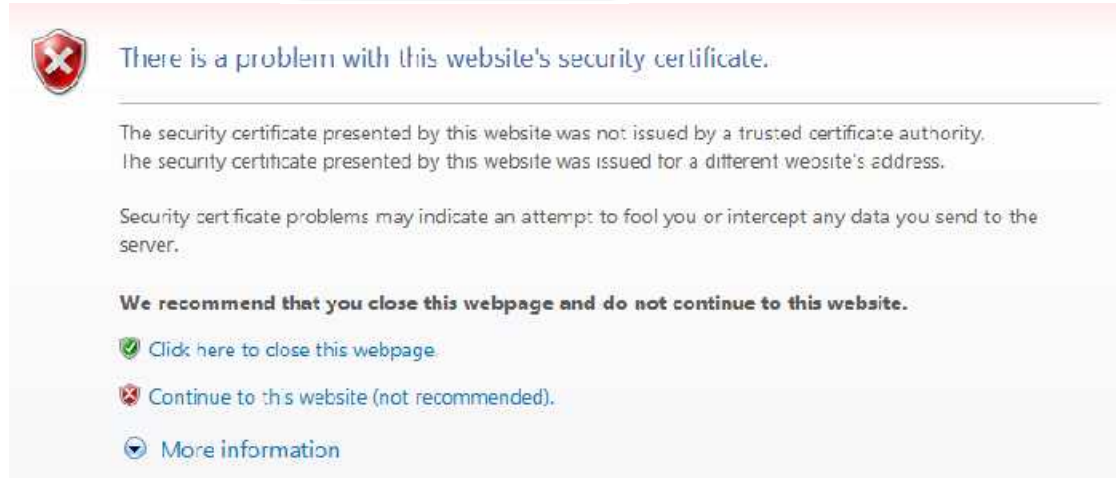 There is a problem with this website's security certificate.
The security certificate presented by this website was not issued by a trusted certificate authority.
The security certificate presented by this website was issued for a different website's address.
Security certificate problems may indicate an attempt to fool you or intercept any data you send to the
server.
We recommend that you close this webpage and do not continue to this website.
Click here to close this webpage.
Continue to this website (not recommended).
More information